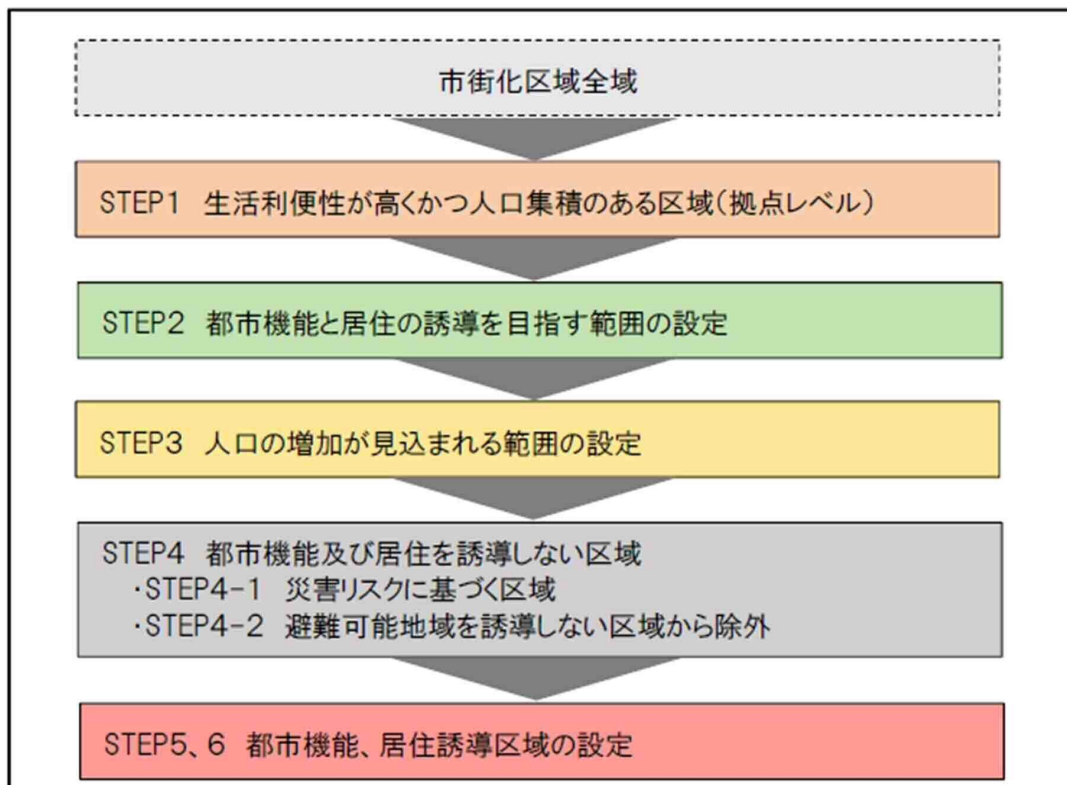 市街化区域全域
STEP1 生活利便性が高くかつ人口集積のある区域(拠点レベル)
STEP2 都市機能と居住の誘導を目指す範囲の設定
STEP3 人口の増加が見込まれる範囲の設定
STEP4 都市機能及び居住を誘導しない区域
・STEP4-1 災害リスクに基づく区域
・STEP4-2 避難可能地域を誘導しない区域から除外
STEP5、6 都市機能、居住誘導区域の設定